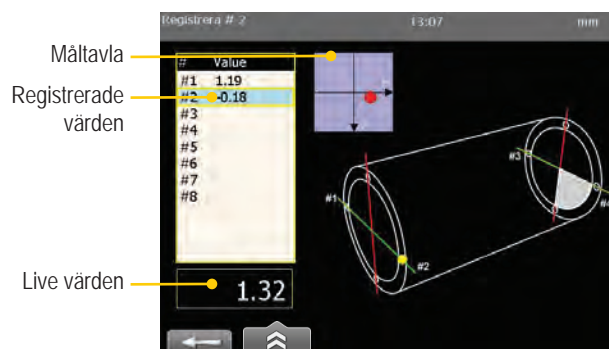 Registrera #-2 13:07 mm
Måltavla
# Value
#1 1.19
Registrerade värden
#2 -0.18
#3
#4
#5
#6
#7
#8
#1
#2
#3
#4
Live värden
1.32